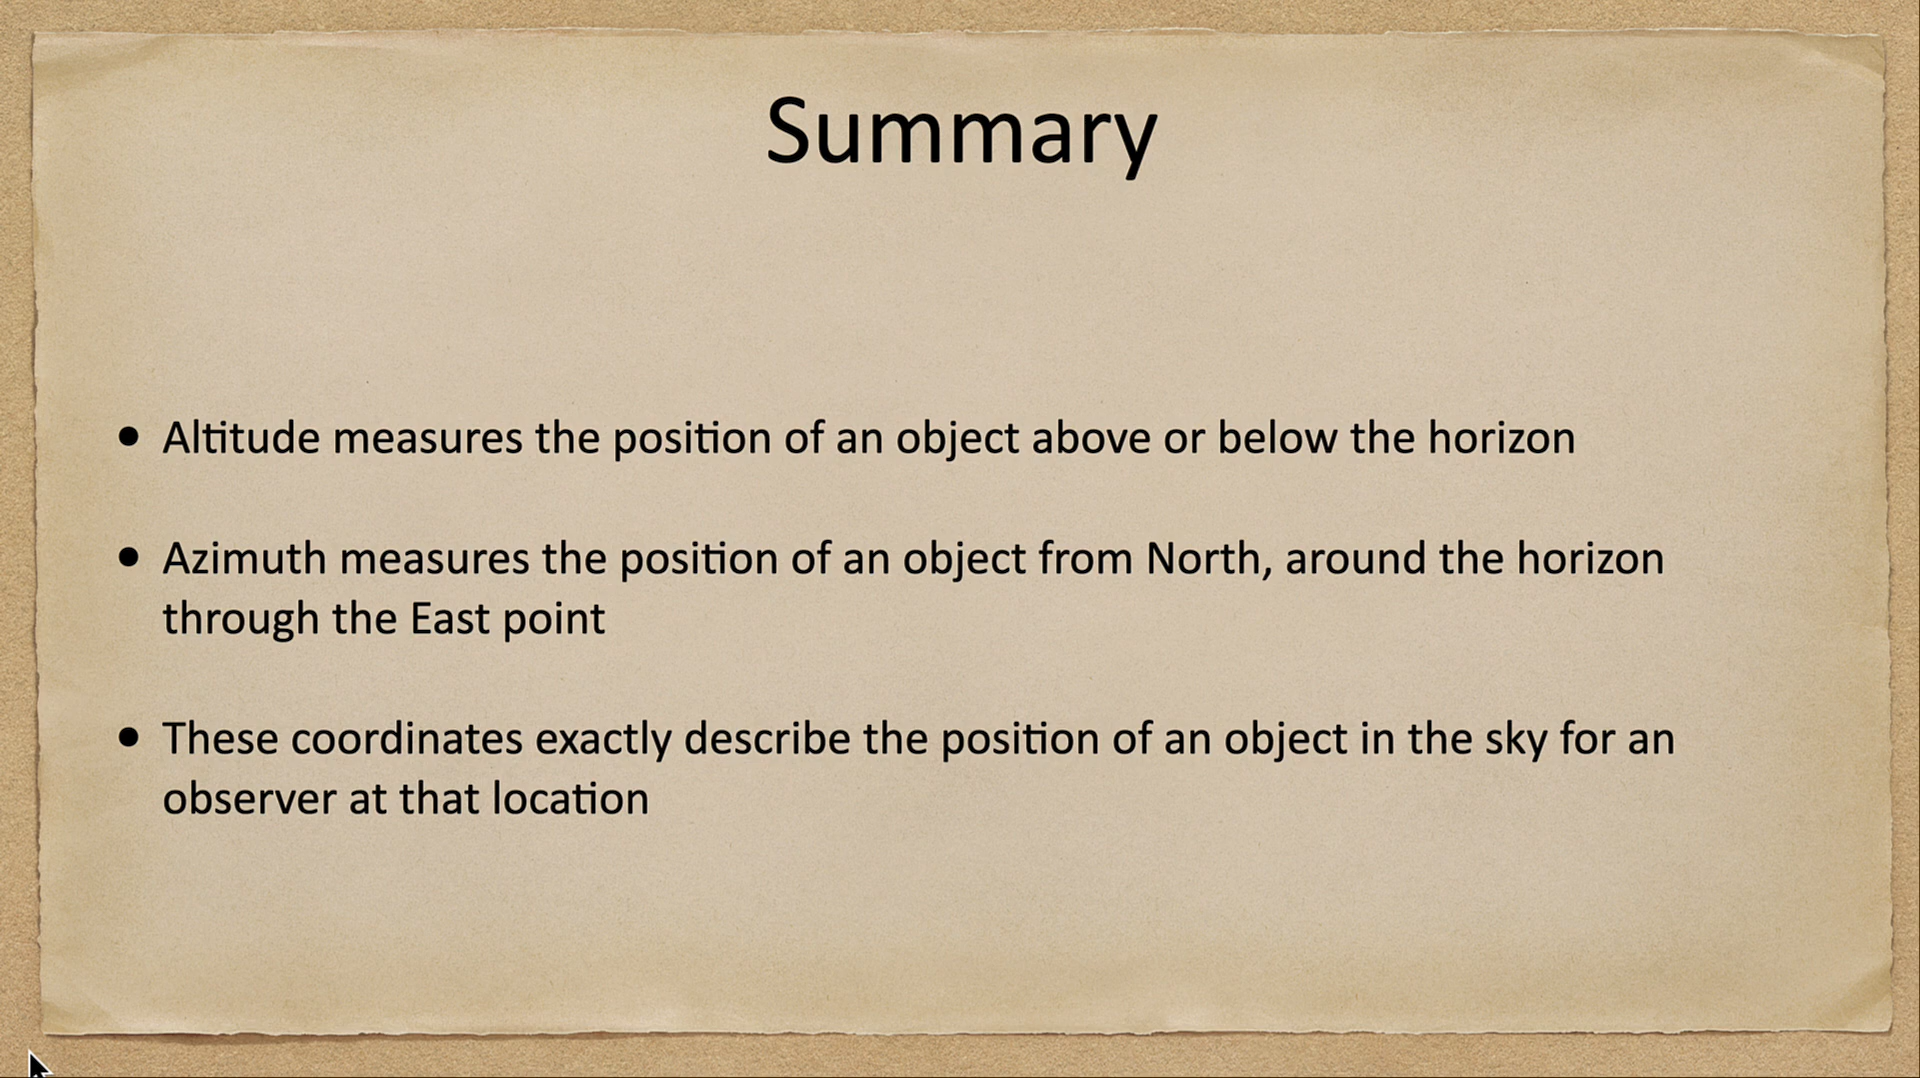 Summary
• Altitude measures the position of an object above or below the horizon
• Azimuth measures the position of an object from North, around the horizon
through the East point
• These coordinates exactly describe the position of an object in the sky for an
observer at that location